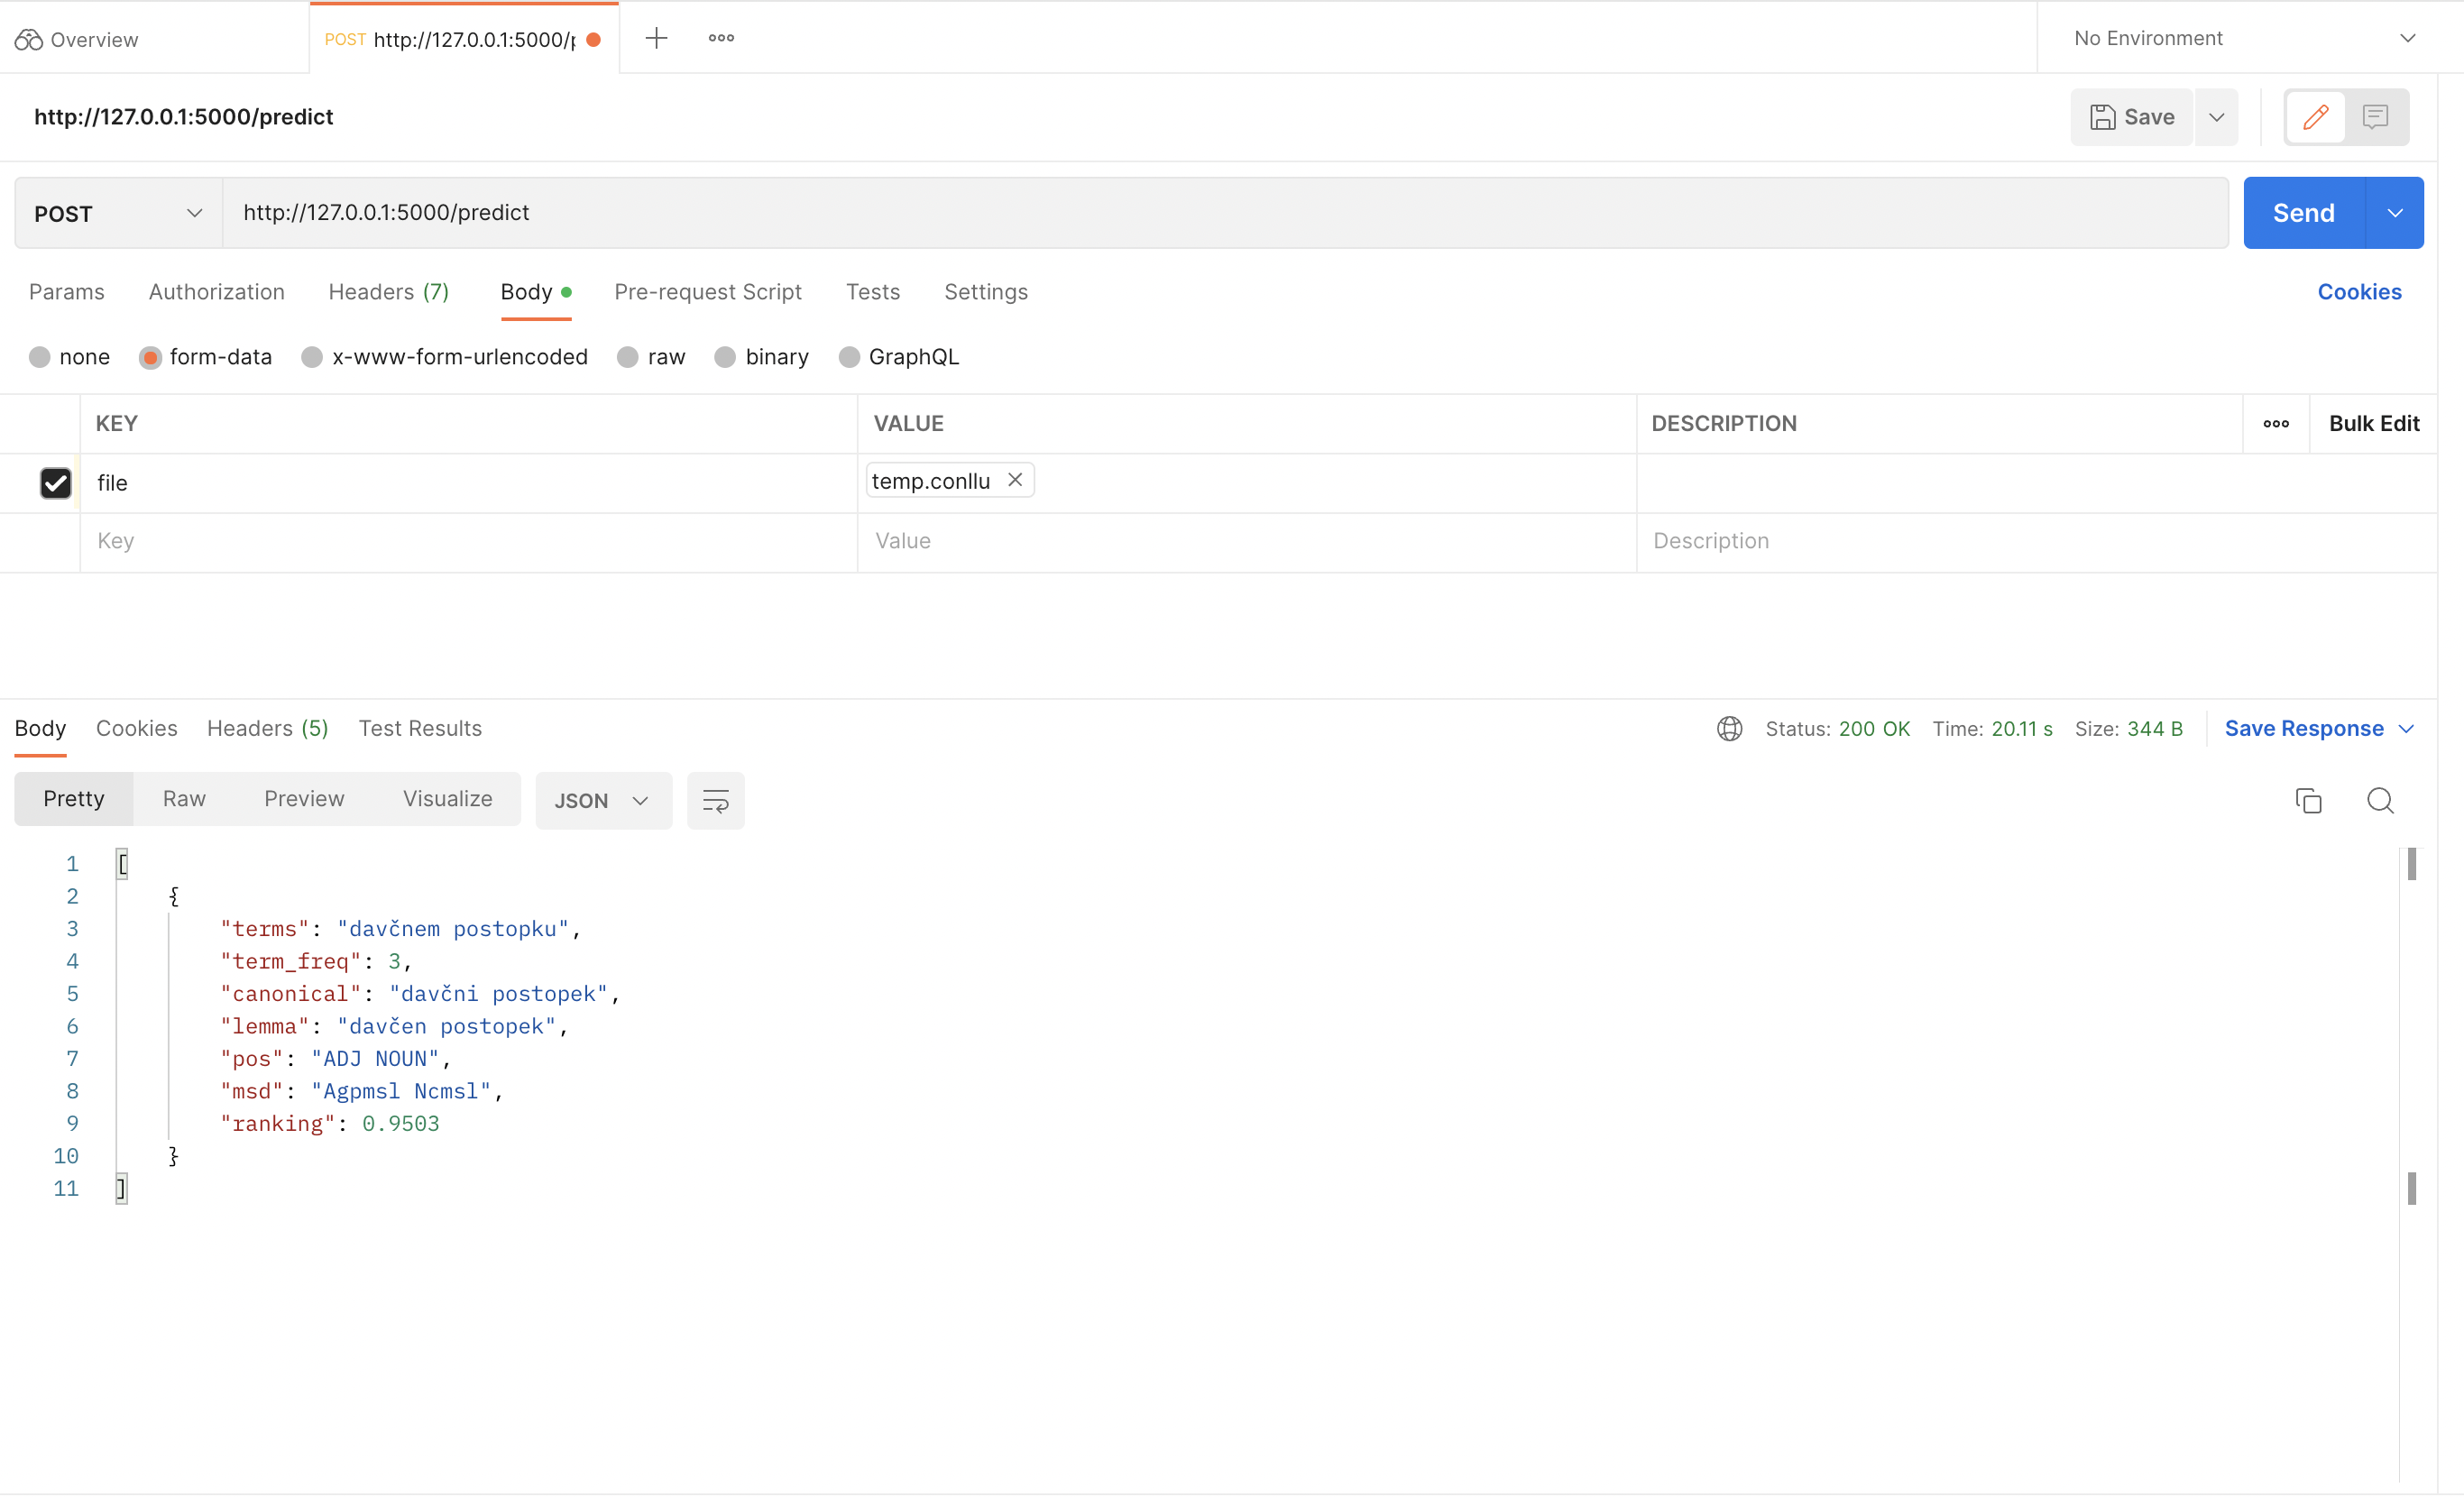 Overview
POST http://127.0.0.1:5000/p
No Environment
http://127.0.0.1:5000/predict
Save
POST
http://127.0.0.1:5000/predict
Send
Params Authorization Headers (7) Body Pre-request Script Tests Settings Cookies
none form-data x-www-form-urlencoded raw binary GraphQL
KEY VALUE DESCRIPTION Bulk Edit
file temp.conllu
Key Value Description
Body Cookies Headers (5) Test Results Status: 200 OK Time: 20.11 s Size: 344 B Save Response
Pretty Raw Preview Visualize JSON
1 [
2 {
3 "terms": "davčnem postopku",
4 "term_freq": 3,
5 "canonical": "davčni postopek",
6 "lemma": "davčen postopek",
7 "pos": "ADJ NOUN",
8 "msd": "Agpmsl Ncmsl",
9 "ranking": 0.9503
10 }
11 ]